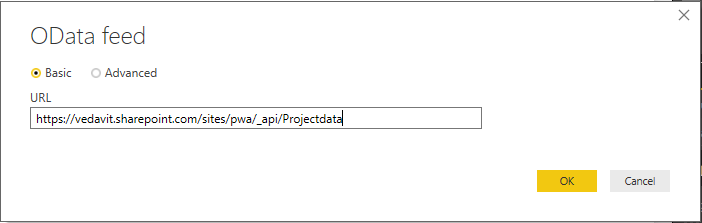 OData feed
Basic Advanced
URL
https://vedavit.sharepoint.com/sites/pwa/_api/Projectdata
OK Cancel